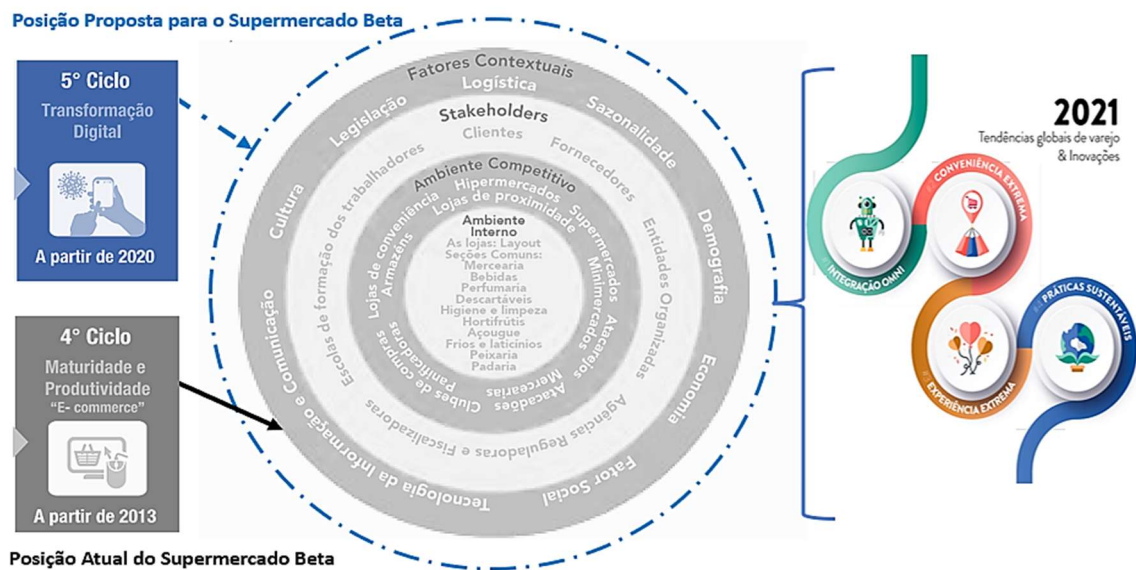 Posição Proposta para o Supermercado Beta
5° Ciclo
Transformação
Digital
A partir de 2020
4° Ciclo
Maturidade e
Produtividade
“E- commerce”
A partir de 2013
Posição Atual do Supermercado Beta
Fatores Contextuais
Logística
Sazonalidade
Demografia
Economia
Fator Social
Tecnologia da Informação e Comunicação
Cultura
Legislação
Stakeholders
Clientes
Fornecedores
Entidades Organizadas
Agências Reguladoras e Fiscalizadoras
Escolas de formação dos trabalhadores
Ambiente Competitivo
Hipermercados
Lojas de proximidade
Supermercados
Minimercados
Atacarejos
Mercearias
Atacadões
Panificadoras
Clubes de compras
Armazéns
Lojas de conveniência
Ambiente
Interno
As lojas: Layout
Seções Comuns:
Mercearia
Bebidas
Perfumaria
Descartáveis
Higiene e limpeza
Hortifrútis
Açougue
Frios e laticínios
Peixaria
Padaria
2021
Tendências globais de varejo
& Inovações
INTEGRAÇÃO OMNI
CONVENIÊNCIA EXTREMA
EXPERIÊNCIA EXTREMA
PRÁTICAS SUSTENTÁVEIS